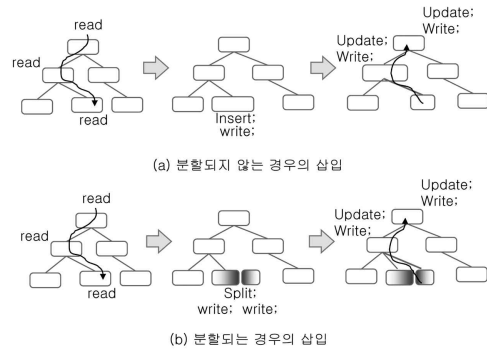 read
read
read
Insert;
write;
Update;
Write;
Update;
Write;
(a) 분할되지 않는 경우의 삽입
read
read
read
Split;
write; write;
Update;
Write;
Update;
Write;
(b) 분할되는 경우의 삽입